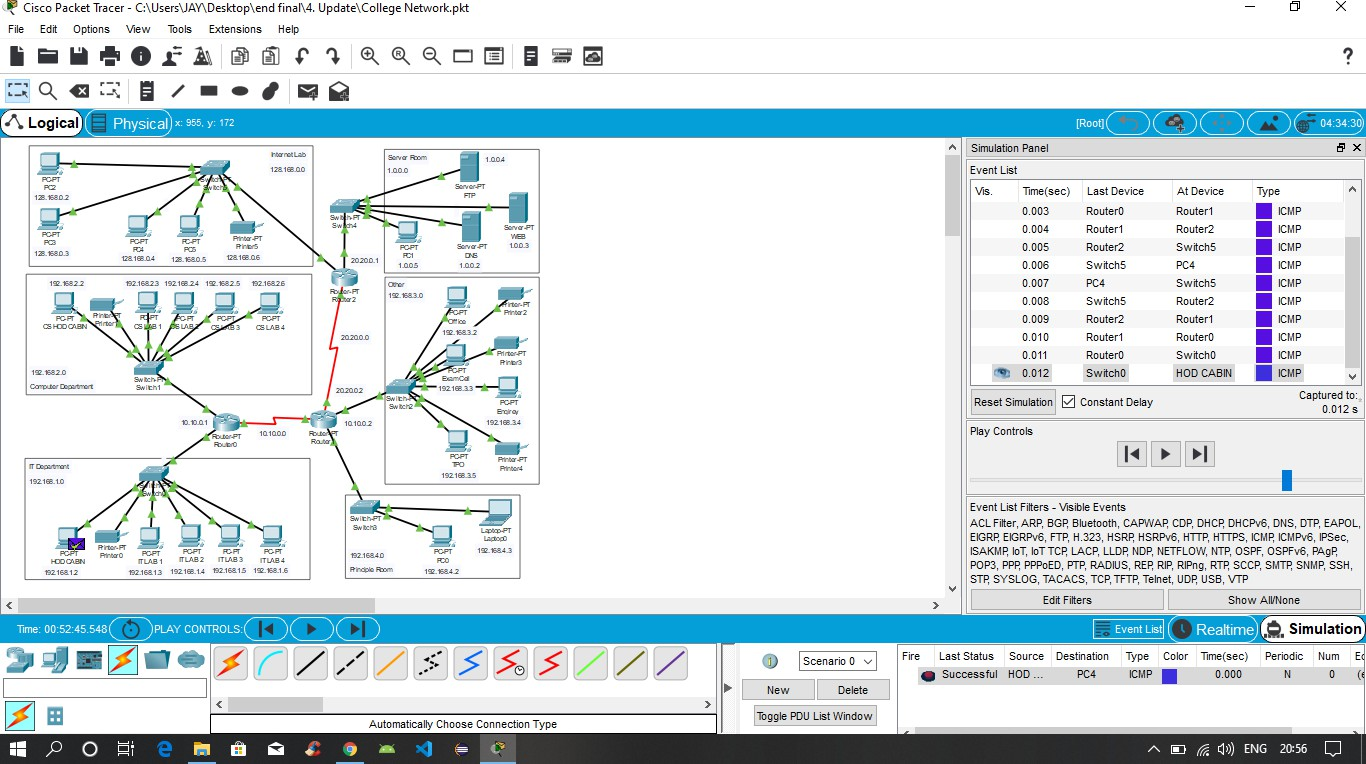 Cisco Packet Tracer - C:\Users\JAY\Desktop\end final\4. Update\College Network.pkt
File Edit Options View Tools Extensions Help
Logical Physical x: 955, y: 172 [Root] 04:34:30
Internet Lab
128.168.0.0
PC-PT
PC2
128.168.0.2
PC-PT
PC3
128.168.0.3
PC-PT
PC4
128.168.0.4
PC-PT
PC5
128.168.0.5
Printer-PT
Printer5
128.168.0.6
Server Room
1.0.0.0
1.0.0.4
Server-PT
FTP
Server-PT
WEB
1.0.0.3
Server-PT
DNS
1.0.0.2
PC-PT
PC1
1.0.0.5
Switch-PT
Switch4
20.20.0.1
Router-PT
Router2
20.20.0.0
20.20.0.2
192.168.2.2 192.168.2.3 192.168.2.4 192.168.2.5 192.168.2.6
PC-PT
CS HOD CABIN
PC-PT
CS LAB 1
PC-PT
PC-PT
CS LAB 3
PC-PT
CS LAB 4
192.168.2.0
Computer Department
Switch-PT
Switch1
10.10.0.1
Router-PT
Router0
10.10.0.0
Router-PT
10.10.0.2
Other
192.168.3.0
PC-PT
Office
192.168.3.2
Printer-PT
Printer2
Printer-PT
Printer3
PC-PT
Exam Cell
192.168.3.3
PC-PT
Enqirey
192.168.3.4
Switch-PT
Switch2
PC-PT
TPO
192.168.3.5
Printer-PT
Printer4
IT Department
192.168.1.0
PC-PT
HOD CABIN
192.168.1.2
Printer-PT
Printer0
PC-PT
IT LAB 1
192.168.1.3
PC-PT
IT LAB 2
192.168.1.4
PC-PT
IT LAB 3
192.168.1.5
PC-PT
IT LAB 4
192.168.1.6
Switch-PT
Switch3
192.168.4.0
Principle Room
PC-PT
PC0
192.168.4.2
Laptop-PT
Laptop0
192.168.4.3
Simulation Panel
Event List
Vis. Time(sec) Last Device At Device Type
0.003 Router0 Router1 ICMP
0.004 Router1 Router2 ICMP
0.005 Router2 Switch5 ICMP
0.006 Switch5 PC4 ICMP
0.007 PC4 Switch5 ICMP
0.008 Switch5 Router2 ICMP
0.009 Router2 Router1 ICMP
0.010 Router1 Router0 ICMP
0.011 Router0 Switch0 ICMP
0.012 Switch0 HOD CABIN ICMP
Reset Simulation Constant Delay Captured to:
0.012 s
Play Controls
Event List Filters - Visible Events
ACL Filter, ARP, BGP, Bluetooth, CAPWAP, CDP, DHCP, DHCPv6, DNS, DTP, EAPOL,
EIGRP, EIGRPv6, FTP, H.323, HSRP, HSRPv6, HTTP, HTTPS, ICMP, ICMPv6, IPSec,
ISAKMP, IoT, IoT TCP, LACP, LLDP, NDP, NETFLOW, NTP, OSPF, OSPFv6, PAgP,
POP3, PPP, PPPoED, PTP, RADIUS, REP, RIP, RIPng, RTP, SCCP, SMTP, SNMP, SSH,
STP, SYSLOG, TACACS, TCP, TFTP, Telnet, UDP, USB, VTP
Edit Filters Show All/None
Time: 00:52:45.548 PLAY CONTROLS: Event List Realtime Simulation
Scenario 0
New Delete
Toggle PDU List Window
Fire Last Status Source Destination Type Color Time(sec) Periodic Num
Successful HOD ... PC4 ICMP 0.000 N 0
Automatically Choose Connection Type
ENG 20:56